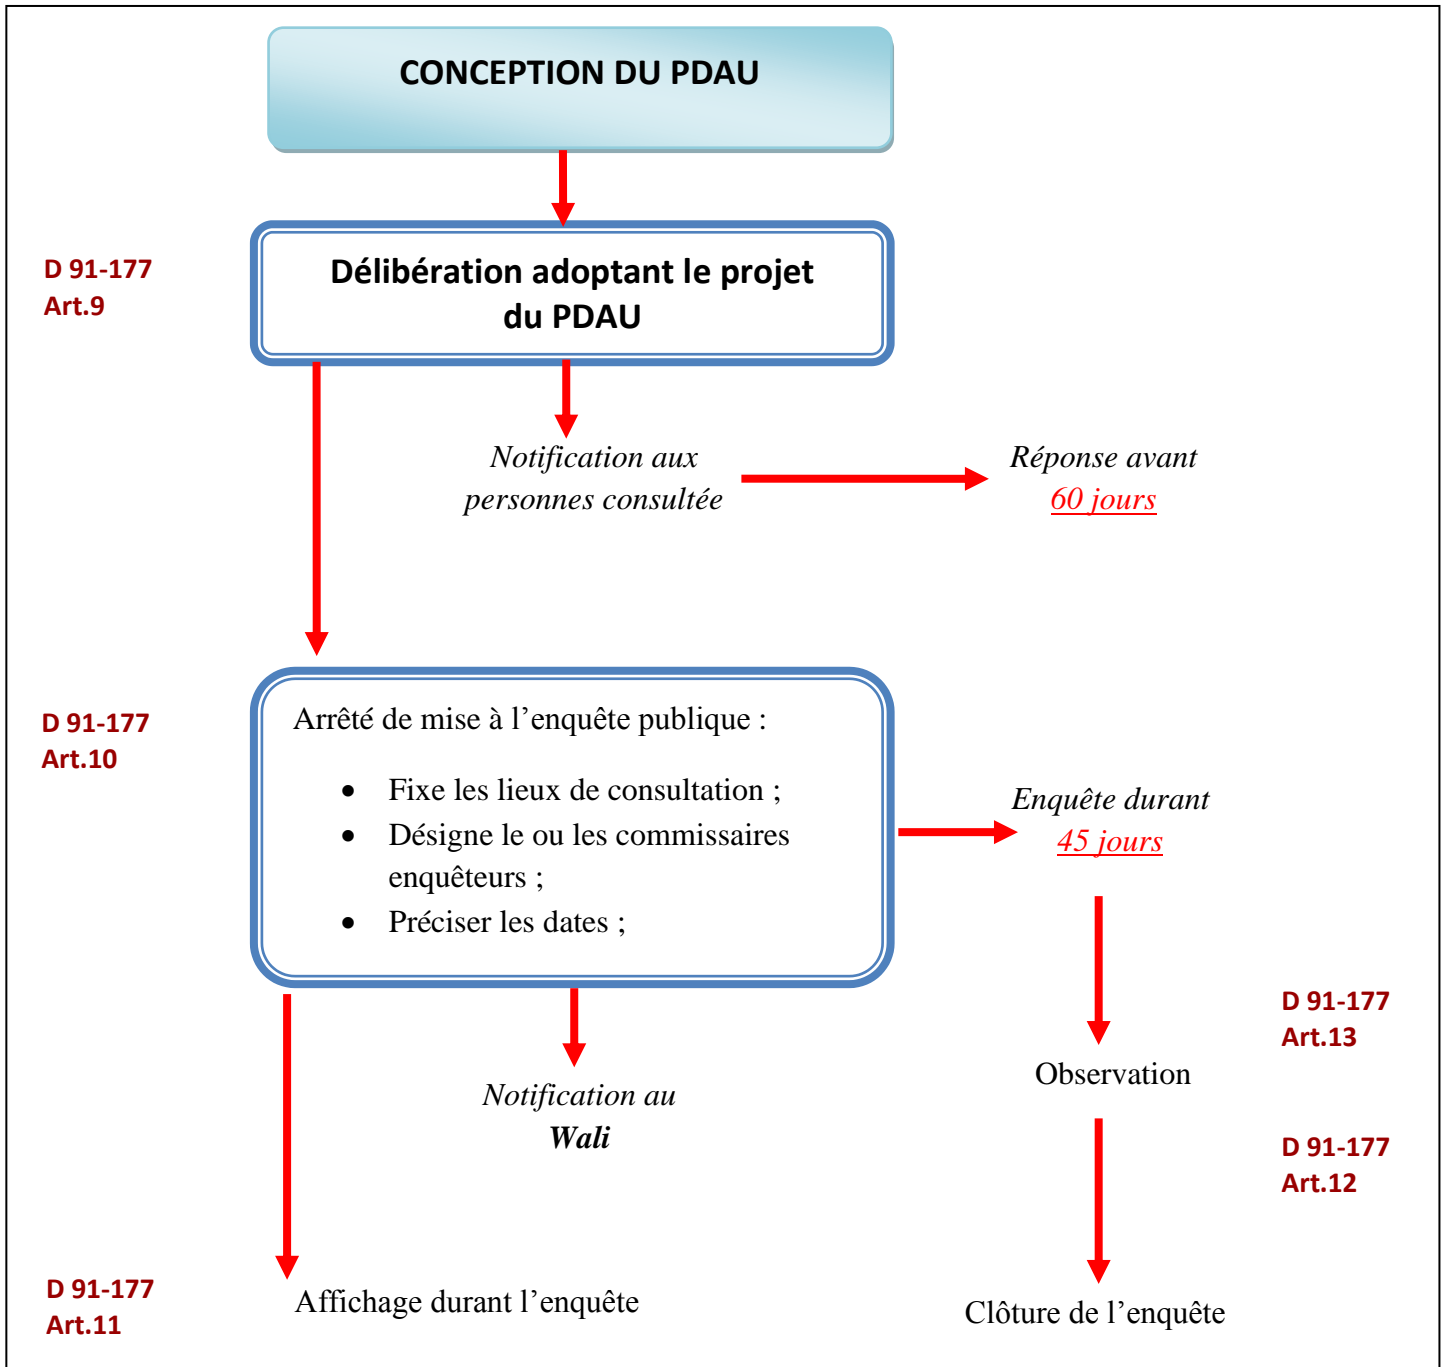 CONCEPTION DU PDAU
D 91-177
Art.9
Délibération adoptant le projet
du PDAU
Notification aux
personnes consultée
Réponse avant
60 jours
D 91-177
Art.10
Arrêté de mise à l’enquête publique :
• Fixe les lieux de consultation ;
• Désigne le ou les commissaires
enquêteurs ;
• Préciser les dates ;
Enquête durant
45 jours
D 91-177
Art.13
Observation
Notification au
Wali
D 91-177
Art.12
D 91-177
Art.11
Affichage durant l’enquête
Clôture de l’enquête